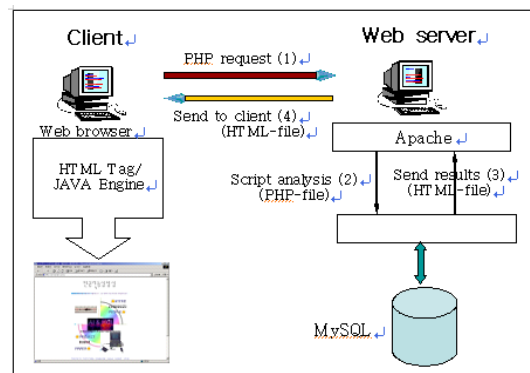 Client
Web server
PHP request (1)
Send to client (4)
(HTML-file)
Web browser
HTML Tag/
JAVA Engine
Apache
Script analysis (2)
(PHP-file)
Send results (3)
(HTML-file)
MySQL